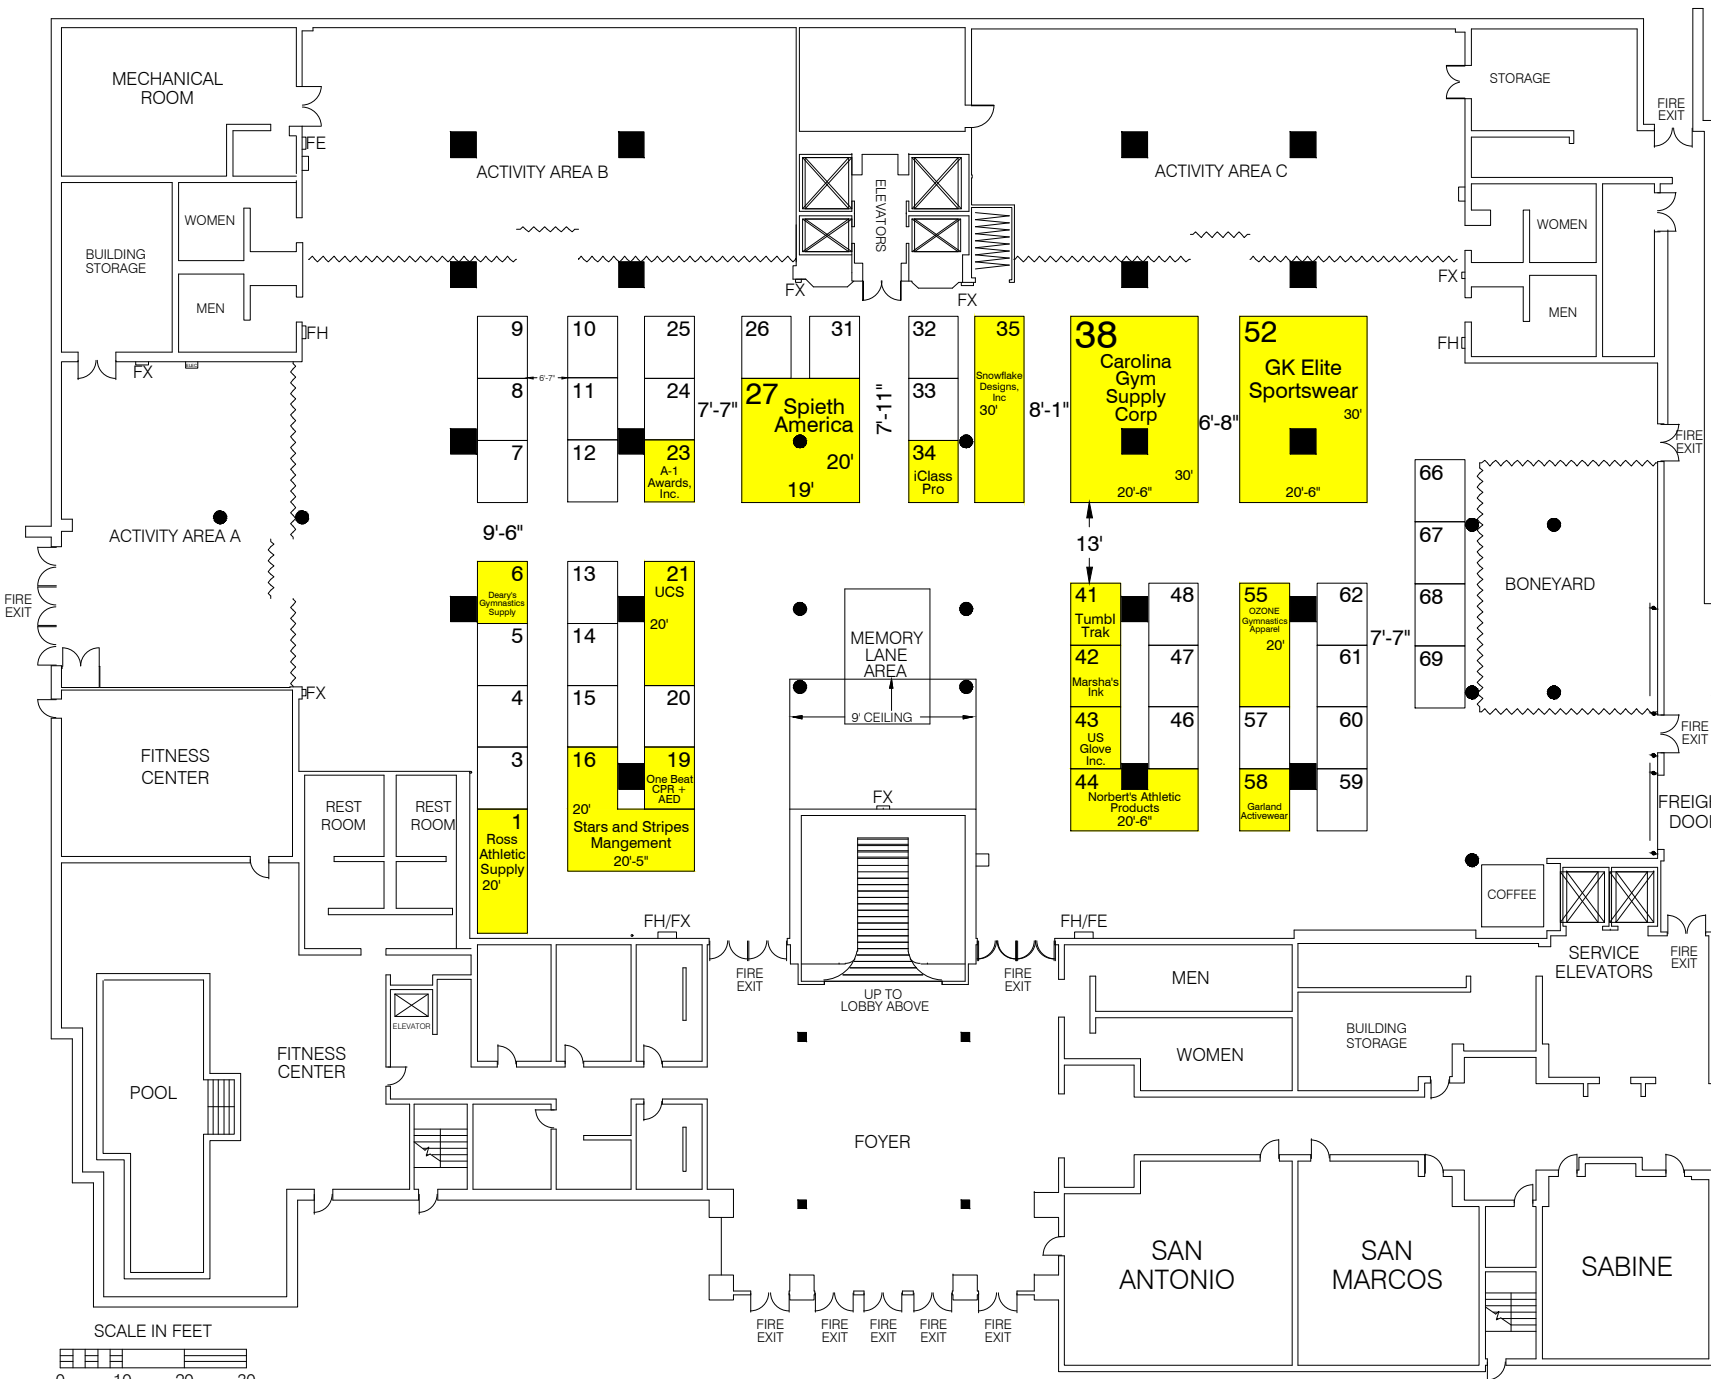 MECHANICAL
ROOM
FE
ACTIVITY AREA B
ELEVATORS
ACTIVITY AREA C
STORAGE
FIRE
EXIT
BUILDING
STORAGE
WOMEN
MEN
FH
FX
FX
FX
WOMEN
MEN
FX
FH
9
8
7
6'-7"
10
11
12
25
24
23
A-1
Awards,
Inc.
7'-7"
26
31
27
Spieth
America
20'
19'
7'-11"
32
33
34
iClass
Pro
35
Snowflake
Designs,
Inc
30'
8'-1"
38
Carolina
Gym
Supply
Corp
30'
20'-6"
6'-8"
52
GK Elite
Sportswear
30'
20'-6"
FIRE
EXIT
66
67
68
69
BONEYARD
ACTIVITY AREA A
FIRE
EXIT
9'-6"
13'
6
Deary's
Gymnastics
Supply
5
4
3
1
Ross
Athletic
Supply
20'
13
14
15
16
20'
Stars and Stripes
Mangement
20'-5"
21
UCS
20'
20
19
One Beat
CPR +
AED
MEMORY
LANE
AREA
9' CEILING
FX
41
Tumbl
Trak
42
Marsha's
Ink
43
US
Glove
Inc.
44
Norbert's Athletic
Products
20'-6"
48
47
46
55
OZONE
Gymnastics
Apparel
20'
57
58
Garland
Activewear
62
61
60
59
7'-7"
FIRE
EXIT
FX
FITNESS
CENTER
REST
ROOM
REST
ROOM
COFFEE
SERVICE
ELEVATORS
FIRE
EXIT
FH/FX
FIRE
EXIT
UP TO
LOBBY ABOVE
FIRE
EXIT
FH/FE
MEN
WOMEN
BUILDING
STORAGE
ELEVATOR
FITNESS
CENTER
POOL
FOYER
SAN
ANTONIO
SAN
MARCOS
SABINE
FIRE
EXIT
FIRE
EXIT
FIRE
EXIT
FIRE
EXIT
FIRE
EXIT
SCALE IN FEET
0 10 20 30